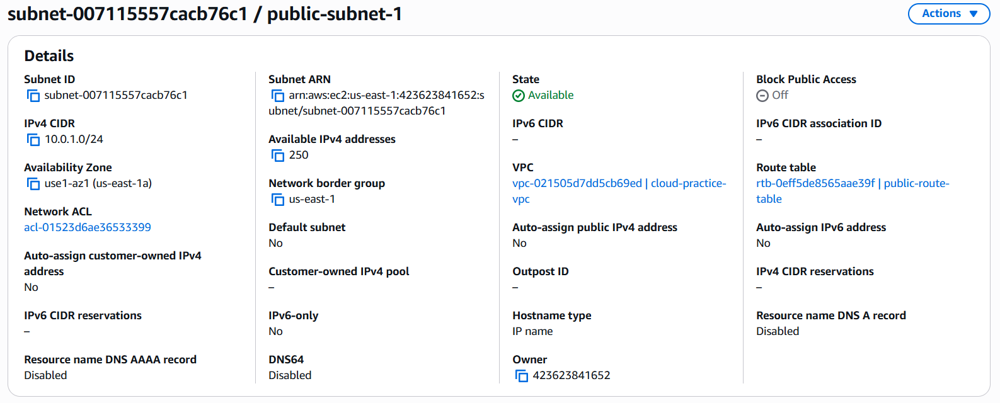 subnet-007115557cacb76c1 / public-subnet-1
Actions
Details
Subnet ID
subnet-007115557cacb76c1
IPv4 CIDR
10.0.1.0/24
Availability Zone
use1-az1 (us-east-1a)
Network ACL
acl-01523d6ae36533399
Auto-assign customer-owned IPv4
address
No
IPv6 CIDR reservations
–
Resource name DNS AAAA record
Disabled
Subnet ARN
arn:aws:ec2:us-east-1:423623841652:s
ubnet/subnet-007115557cacb76c1
Available IPv4 addresses
250
Network border group
us-east-1
Default subnet
No
Customer-owned IPv4 pool
–
IPv6-only
No
DNS64
Disabled
State
Available
IPv6 CIDR
–
VPC
vpc-021505d7dd5cb69ed | cloud-practice-
vpc
Auto-assign public IPv4 address
No
Outpost ID
–
Hostname type
IP name
Owner
423623841652
Block Public Access
Off
IPv6 CIDR association ID
–
Route table
rtb-0eff5de8565aae39f | public-route-
table
Auto-assign IPv6 address
No
IPv4 CIDR reservations
–
Resource name DNS A record
Disabled